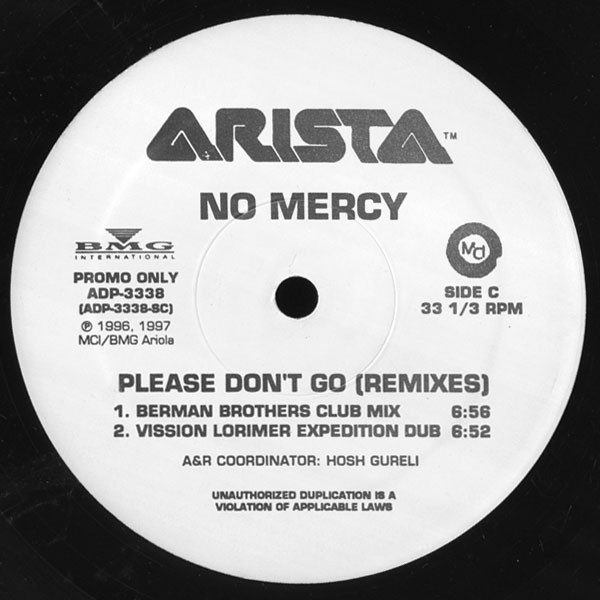 ARISTA™
NO MERCY
BMG
INTERNATIONAL
PROMO ONLY
ADP-3338
(ADP-3338-SC)
℗ 1996, 1997
MCI/BMG Ariola
MCI
SIDE C
33 1/3 RPM
PLEASE DON'T GO (REMIXES)
1. BERMAN BROTHERS CLUB MIX 6:56
2. VISSION LORIMER EXPEDITION DUB 6:52
A&R COORDINATOR: HOSH GURELI
UNAUTHORIZED DUPLICATION IS A
VIOLATION OF APPLICABLE LAWS